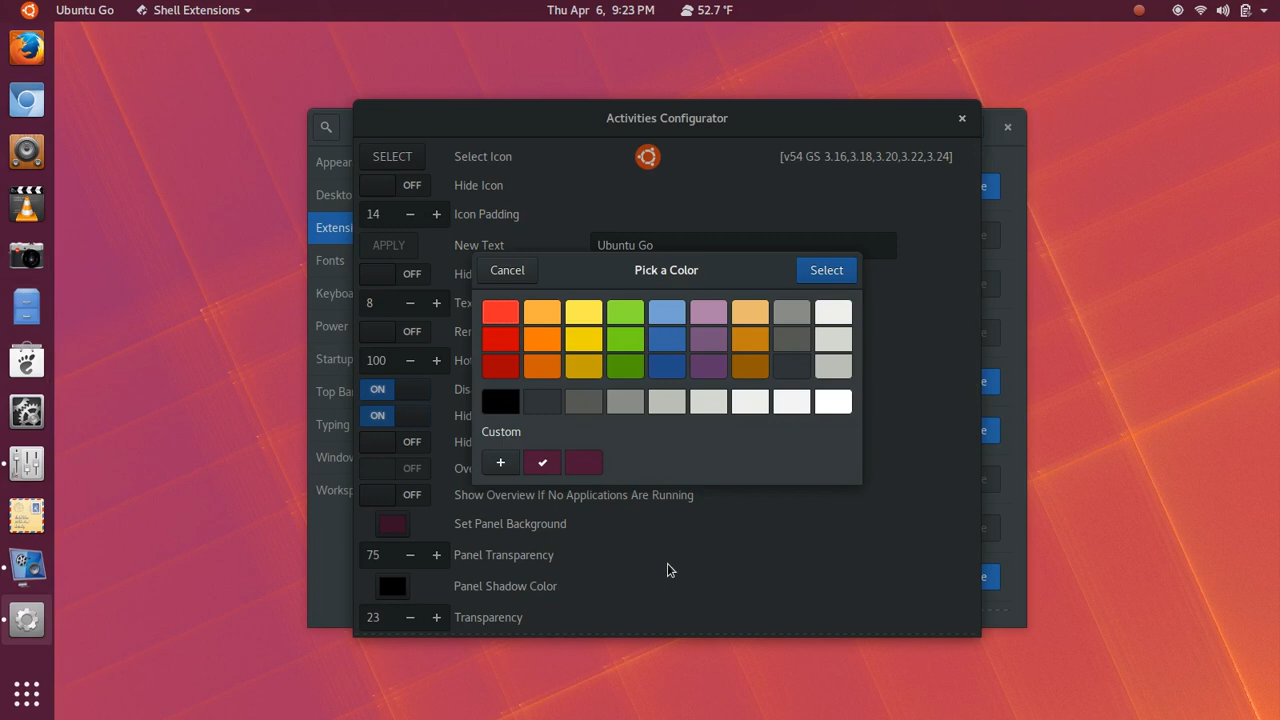 Ubuntu Go Shell Extensions Thu Apr 6, 9:23 PM 52.7 °F
Activities Configurator
SELECT Select Icon [v54 GS 3.16,3.18,3.20,3.22,3.24]
Appear
OFF Hide Icon
Deskto
14 Icon Padding
Extensi
APPLY New Text Ubuntu Go
Fonts
OFF Hid
Cancel Pick a Color Select
Keyboa
8 Tex
Power
OFF Rer
Startup
100 Hot
Top Ba
ON Disa
ON Hid
Typing
OFF Hid
Custom
Windov
OFF Ove
Worksp
OFF Show Overview If No Applications Are Running
Set Panel Background
75 Panel Transparency
Panel Shadow Color
23 Transparency